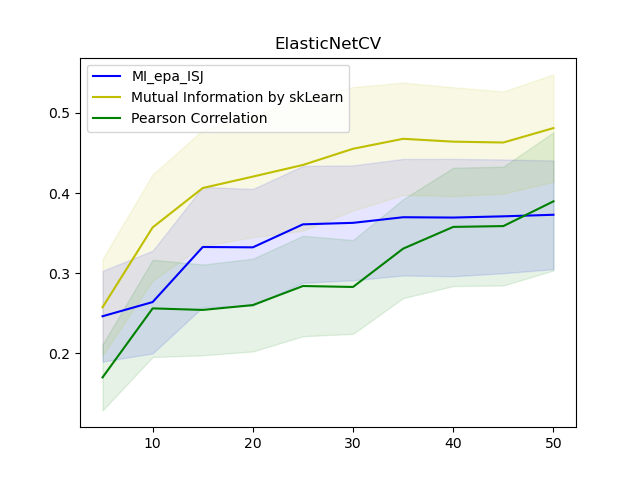 ElasticNetCV
MI_epa_ISJ
Mutual Information by skLearn
Pearson Correlation
0.5
0.4
0.3
0.2
10 20 30 40 50